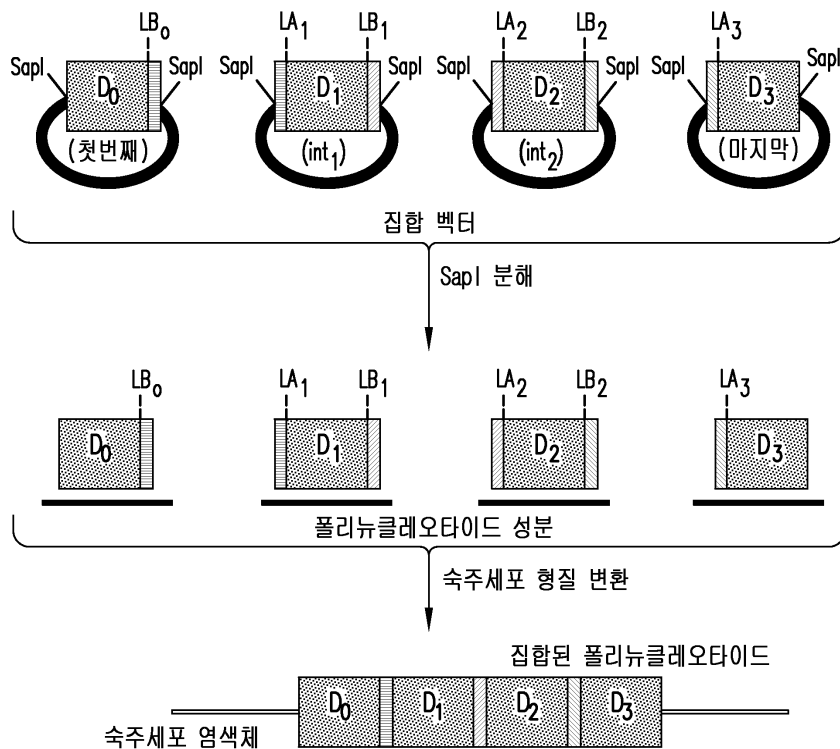 LB₀ LA₁ LB₁ LA₂ LB₂ LA₃
SapI SapI SapI SapI SapI SapI SapI SapI
D₀ D₁ D₂ D₃
(첫번째) (int₁) (int₂) (마지막)
집합 벡터
SapI 분해
LB₀ LA₁ LB₁ LA₂ LB₂ LA₃
D₀ D₁ D₂ D₃
폴리뉴클레오타이드 성분
숙주세포 형질 변환
집합된 폴리뉴클레오타이드
D₀ D₁ D₂ D₃
숙주세포 염색체